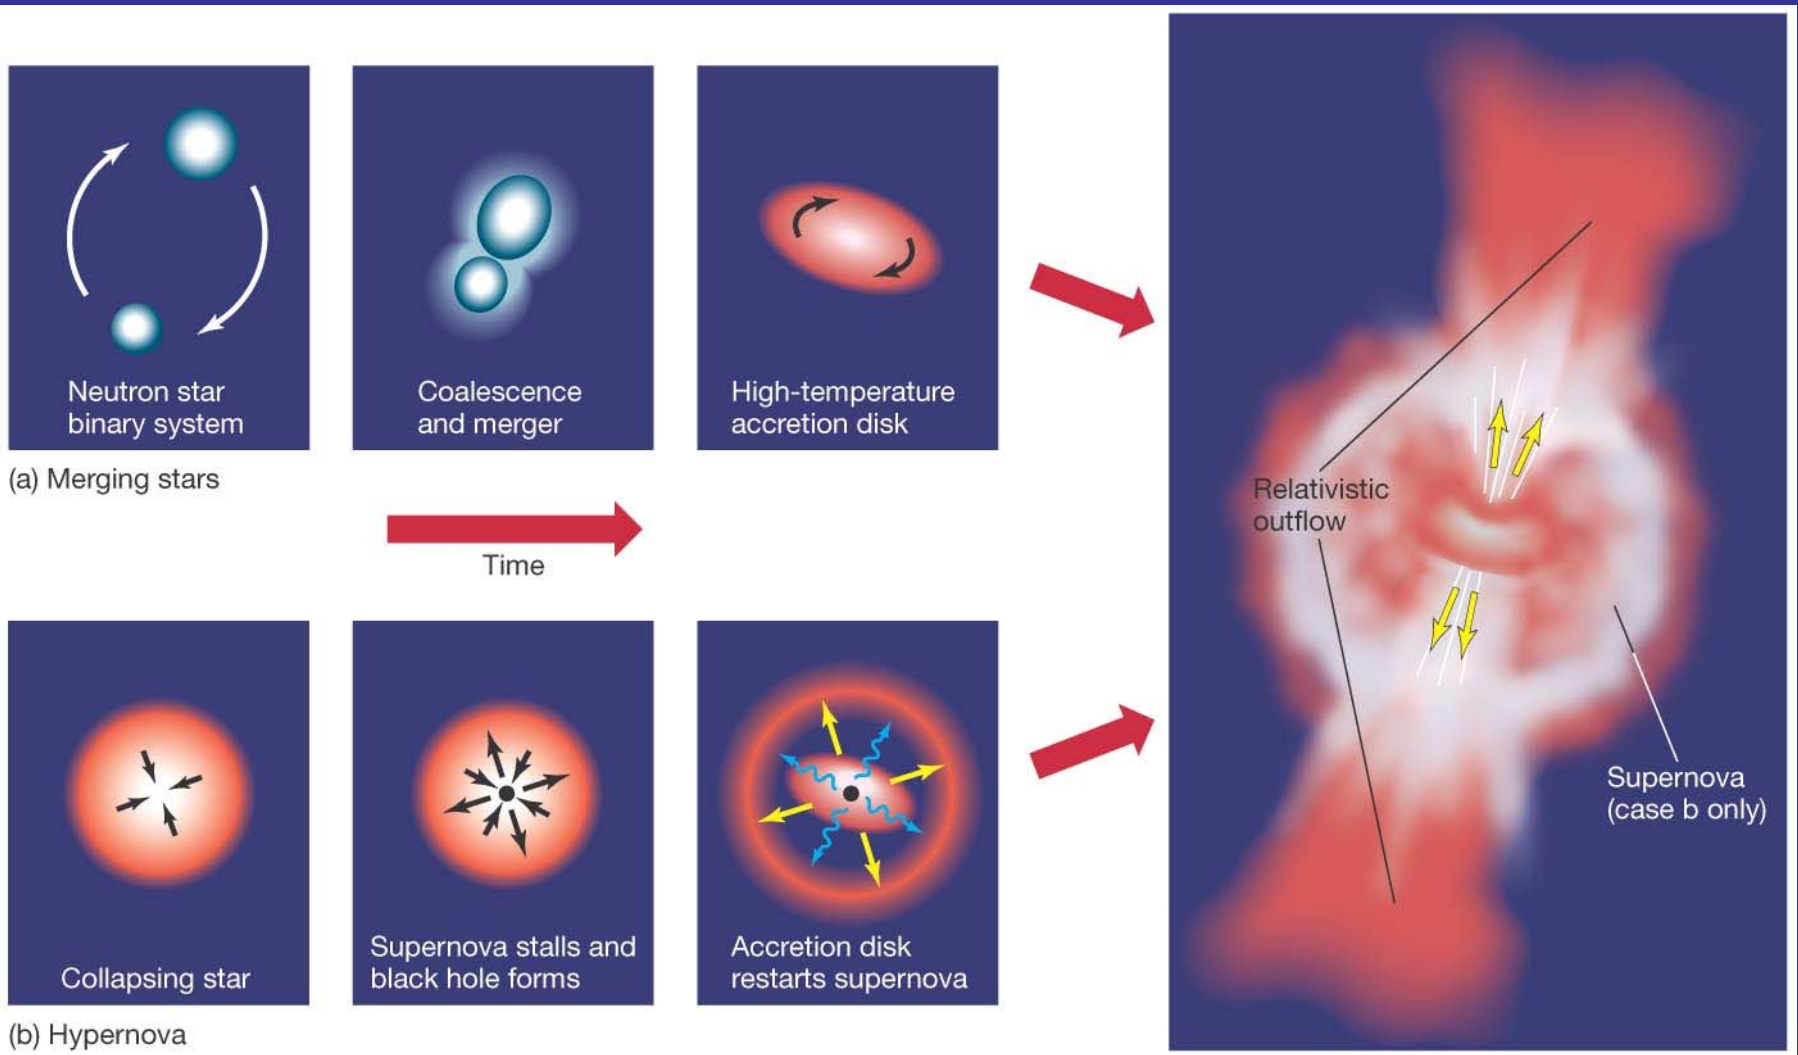 Neutron star
binary system
Coalescence
and merger
High-temperature
accretion disk
(a) Merging stars
Time
Collapsing star
Supernova stalls and
black hole forms
Accretion disk
restarts supernova
(b) Hypernova
Relativistic
outflow
Supernova
(case b only)